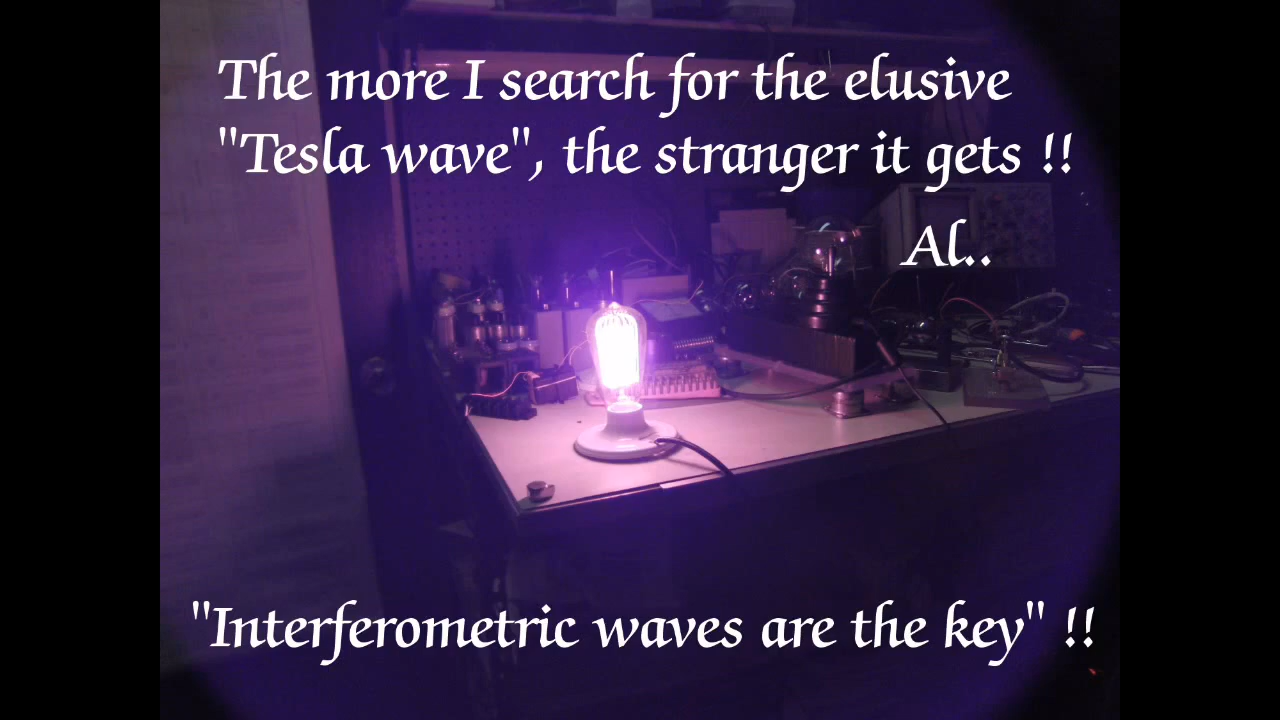 The more I search for the elusive
"Tesla wave", the stranger it gets !!
Al..
"Interferometric waves are the key" !!